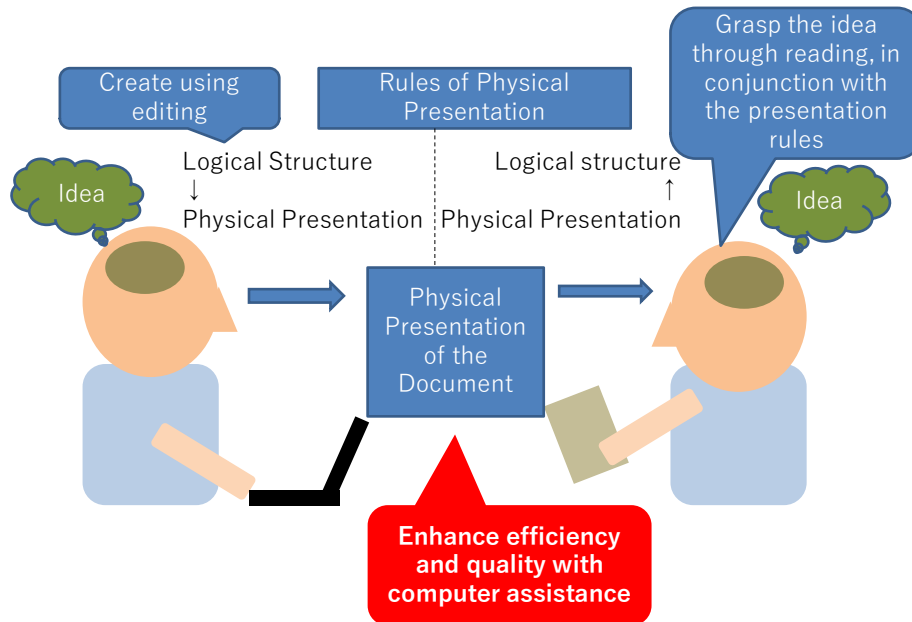 Create using
editing
Rules of Physical
Presentation
Grasp the idea
through reading, in
conjunction with
the presentation
rules
Logical Structure
↓
Physical Presentation
Logical structure
↑
Physical Presentation
Idea
Idea
Physical
Presentation
of the
Document
Enhance efficiency
and quality with
computer assistance